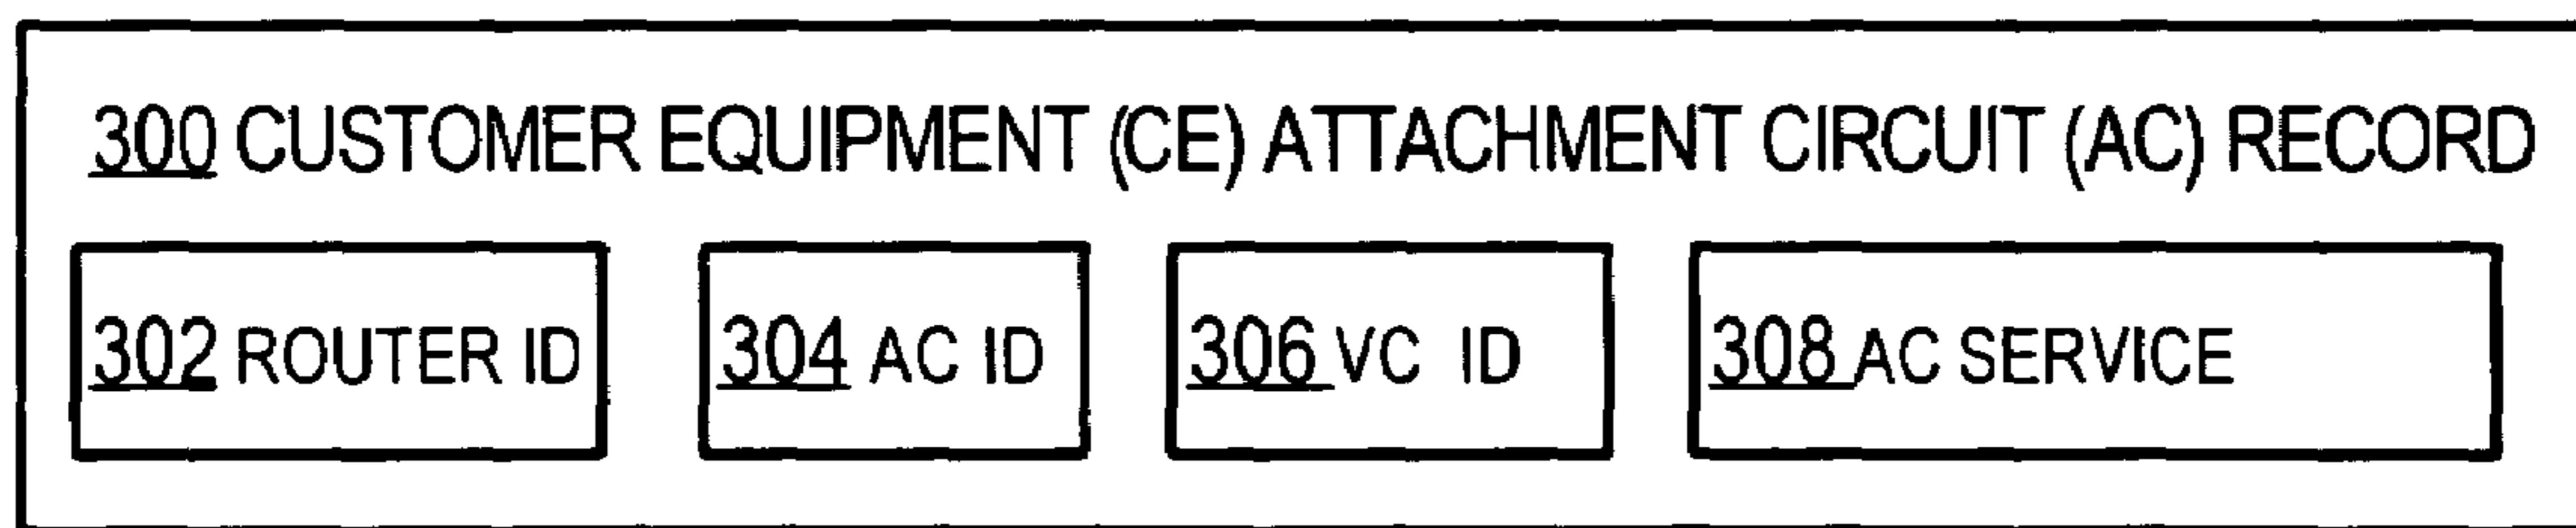 300 CUSTOMER EQUIPMENT (CE) ATTACHMENT CIRCUIT (AC) RECORD
302 ROUTER ID 304 AC ID 306 VC ID 308 AC SERVICE